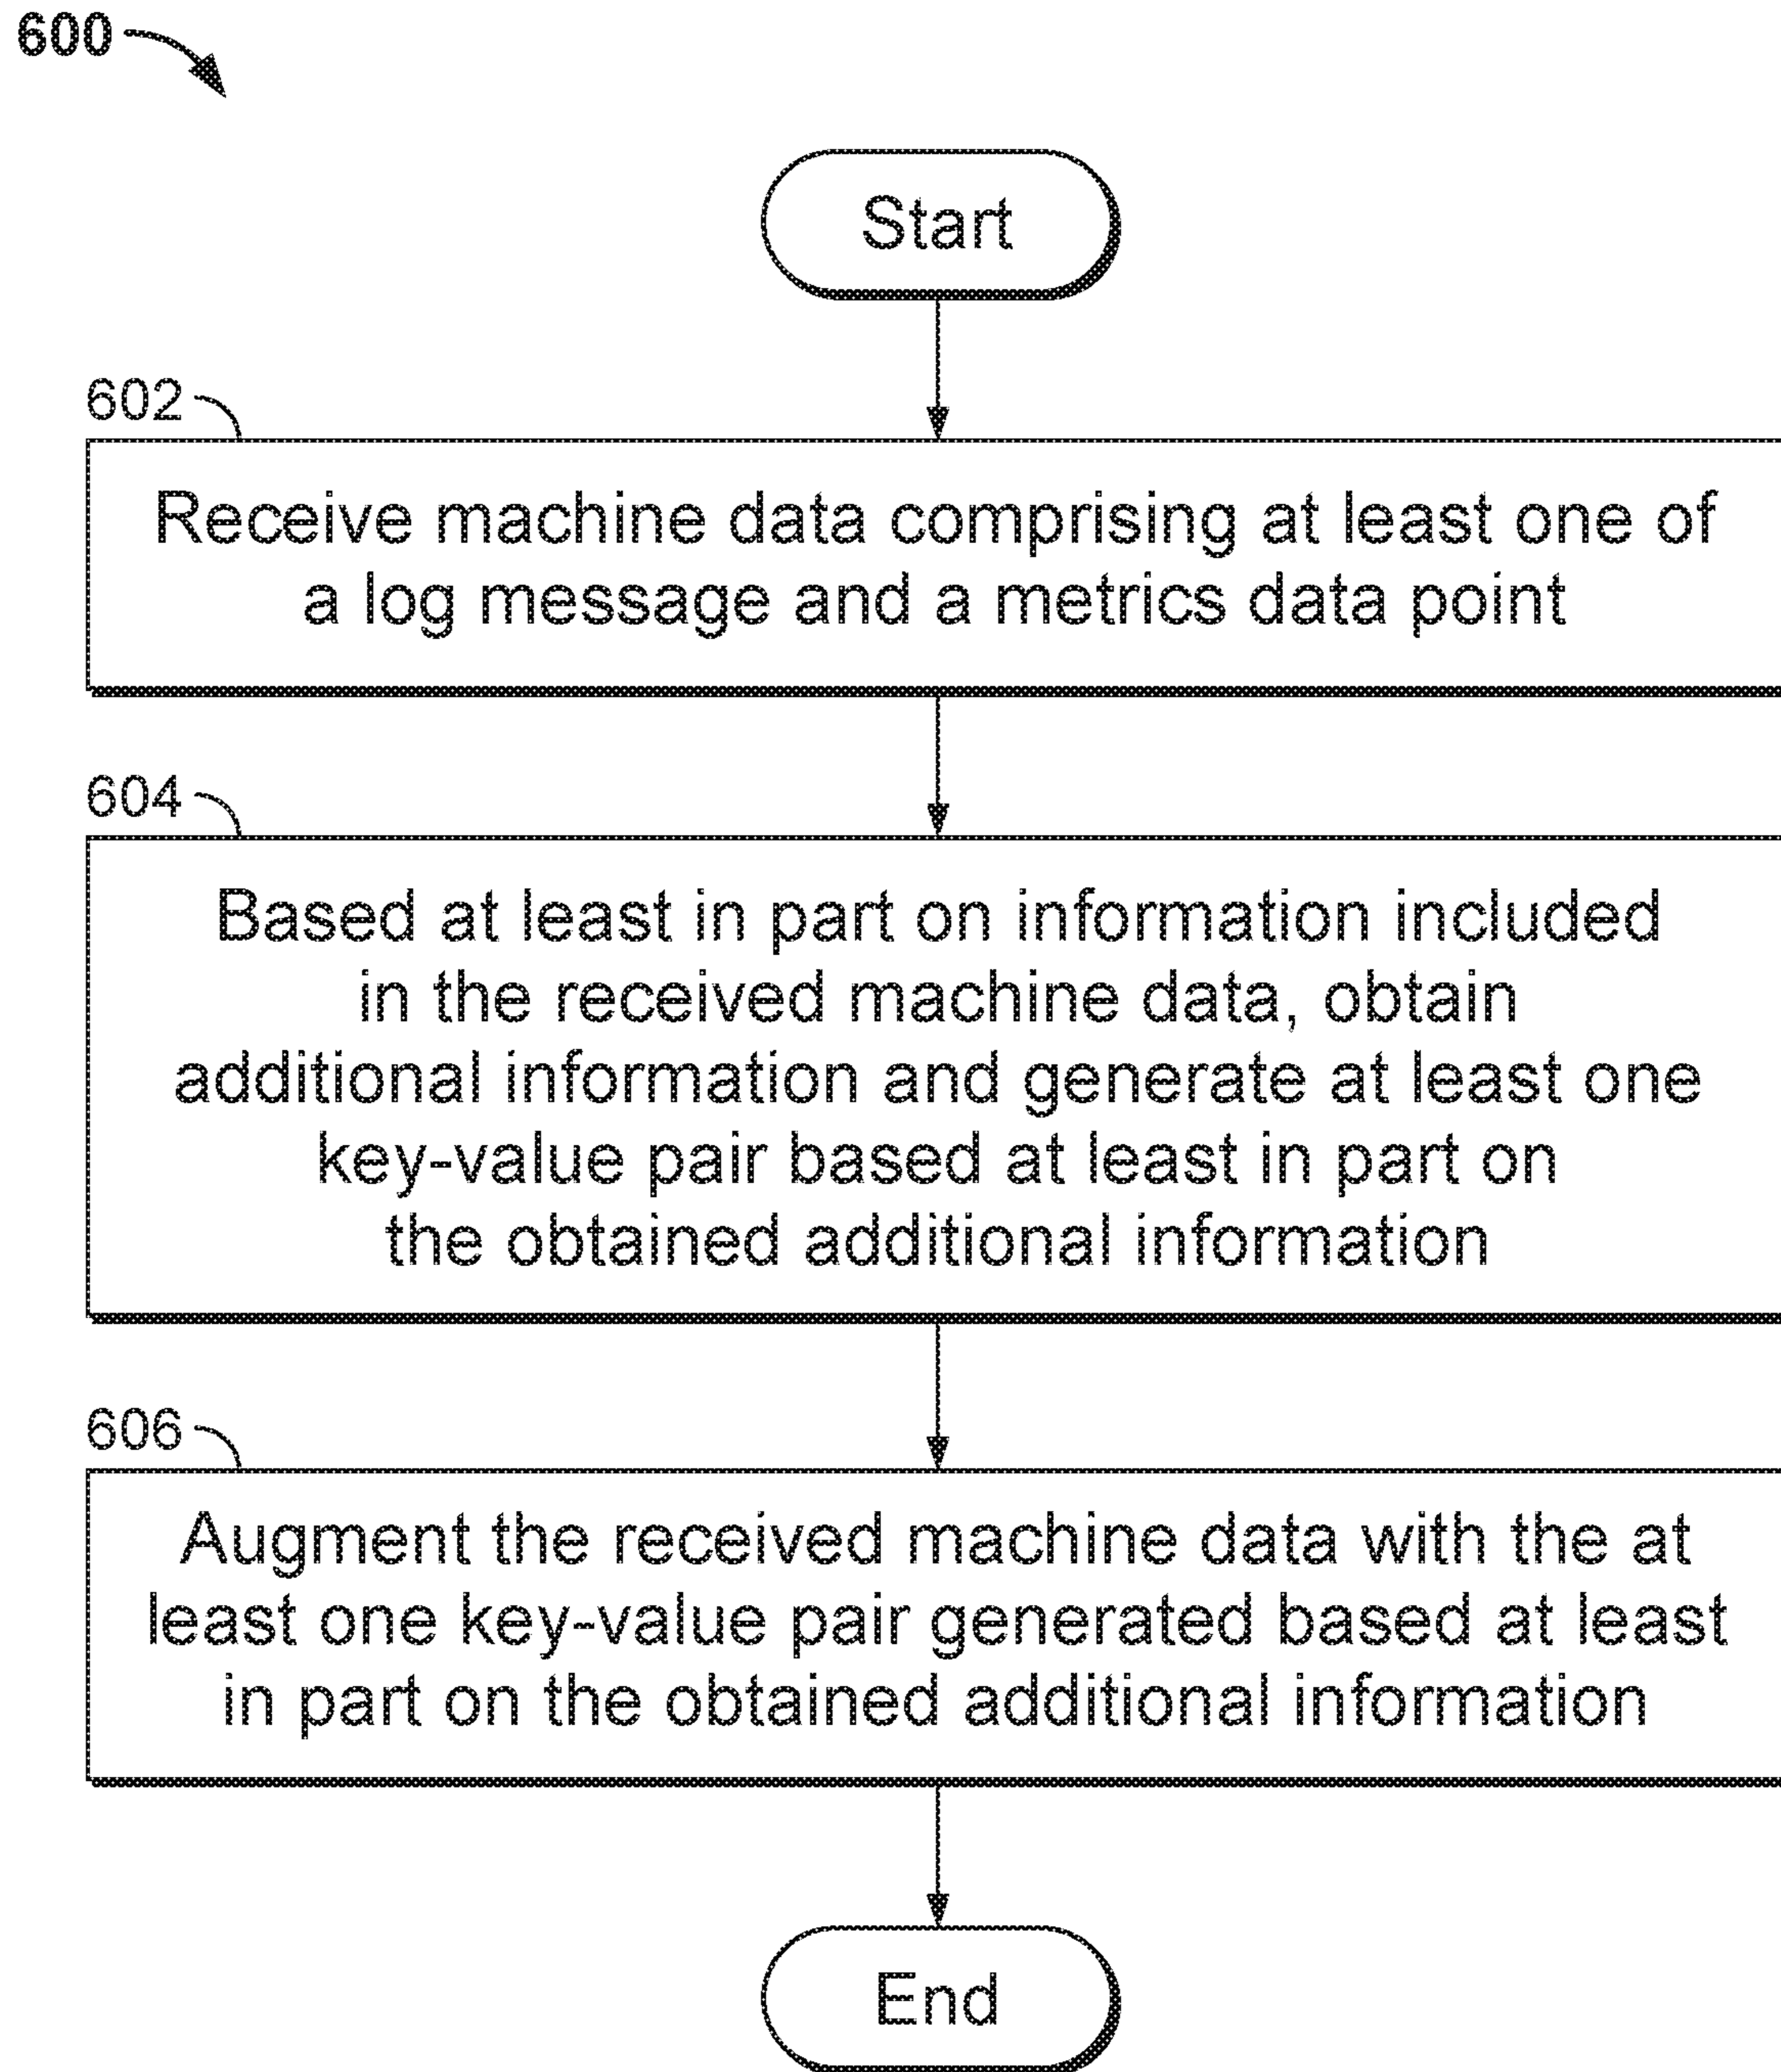 600
Start
602
Receive machine data comprising at least one of
a log message and a metrics data point
604
Based at least in part on information included
in the received machine data, obtain
additional information and generate at least one
key-value pair based at least in part on
the obtained additional information
606
Augment the received machine data with the at
least one key-value pair generated based at least
in part on the obtained additional information
End